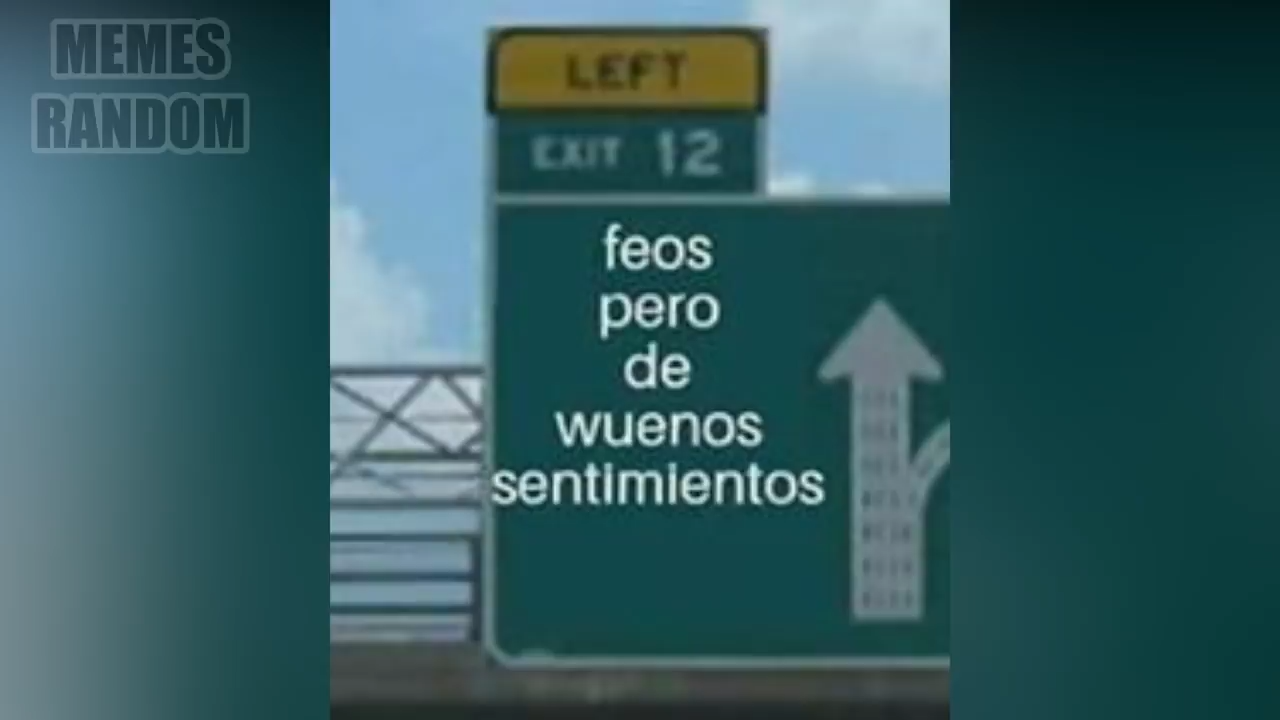 MEMES
RANDOM
LEFT
EXIT 12
feos
pero
de
wuenos
sentimientos